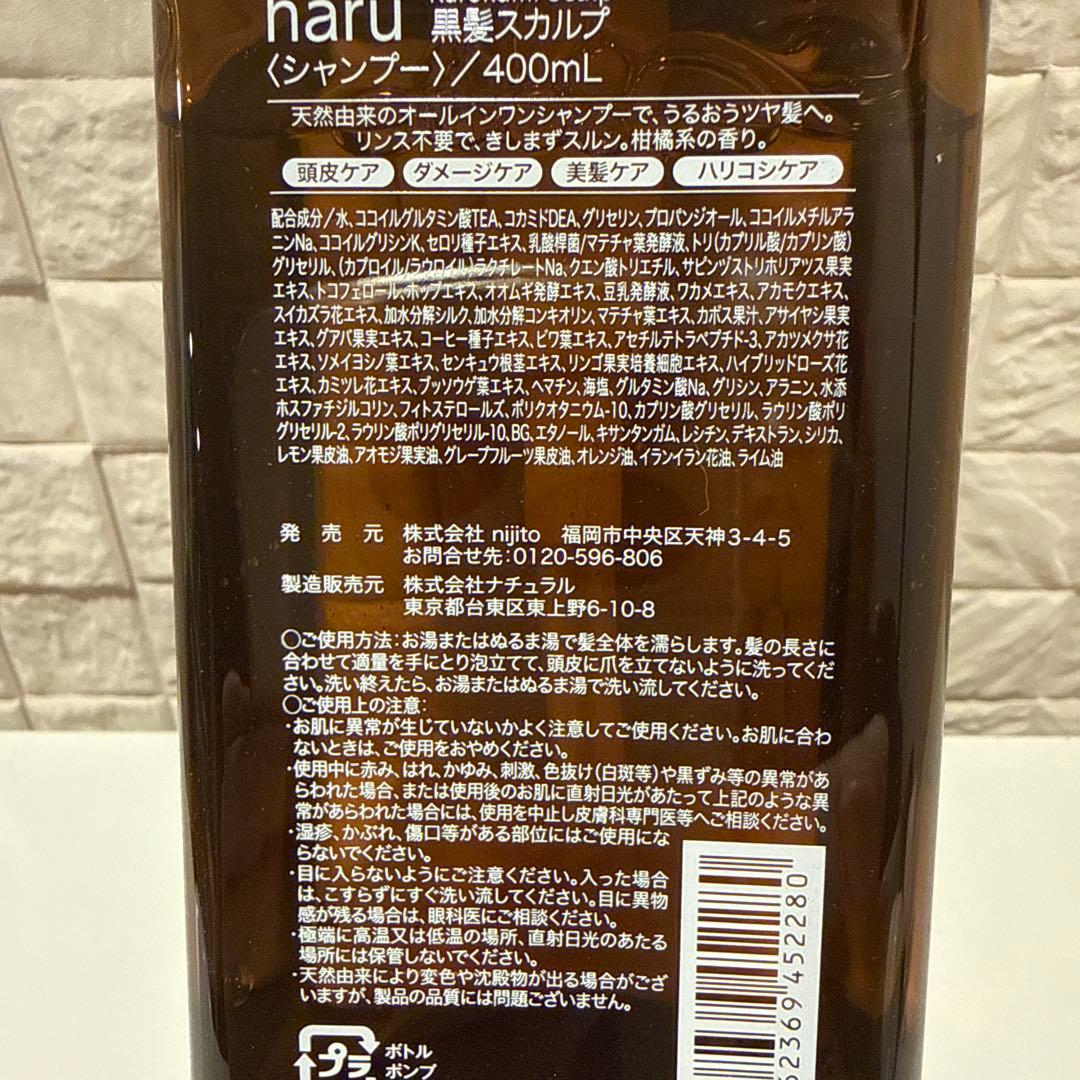 haru 黒髪スカルプ
〈シャンプー〉／400mL
天然由来のオールインワンシャンプーで、うるおうツヤ髪へ。
リンス不要で、きしまずスルン。柑橘系の香り。
頭皮ケア ダメージケア 美髪ケア ハリコシケア
配合成分／水、ココイルグルタミン酸TEA、コカミドDEA、グリセリン、プロパンジオール、ココイルメチルアラ
ニンNa、ココイルグリシンK、セロリ種子エキス、乳酸桿菌/マテチャ葉発酵液、トリ(カプリル酸/カプリン酸)
グリセリル、(カプロイル/ラウロイル)ラクチレートNa、クエン酸トリエチル、サピンヅストリホリアツス果実
エキス、トコフェロール、ホップエキス、オオムギ発酵エキス、豆乳発酵液、ワカメエキス、アカモクエキス、
スイカズラ花エキス、加水分解シルク、加水分解コンキオリン、マテチャ葉エキス、カボス果汁、アサイヤシ果実
エキス、グアバ果実エキス、コーヒー種子エキス、ビワ葉エキス、アセチルテトラペプチド-3、アカツメクサ花
エキス、ソメイヨシノ葉エキス、センキュウ根茎エキス、リンゴ果実培養細胞エキス、ハイブリッドローズ花
エキス、カミツレ花エキス、ブッソウゲ葉エキス、ヘマチン、海塩、グルタミン酸Na、グリシン、アラニン、水添
ホスファチジルコリン、フィトステロールズ、ポリクオタニウム-10、カプリン酸グリセリル、ラウリン酸ポリ
グリセリル-2、ラウリン酸ポリグリセリル-10、BG、エタノール、キサンタンガム、レシチン、デキストラン、シリカ、
レモン果皮油、アオモジ果実油、グレープフルーツ果皮油、オレンジ油、イランイラン花油、ライム油
発売元 株式会社 nijito 福岡市中央区天神3-4-5
お問合せ先：0120-596-806
製造販売元 株式会社ナチュラル
東京都台東区東上野6-10-8
〇ご使用方法：お湯またはぬるま湯で髪全体を濡らします。髪の長さに
合わせて適量を手にとり泡立てて、頭皮に爪を立てないように洗ってくだ
さい。洗い終えたら、お湯またはぬるま湯で洗い流してください。
〇ご使用上の注意：
・お肌に異常が生じていないかよく注意してご使用ください。お肌に合わ
ないときは、ご使用をおやめください。
・使用中に赤み、はれ、かゆみ、刺激、色抜け(白斑等)や黒ずみ等の異常があ
らわれた場合、または使用後のお肌に直射日光があたって上記のような異
常があらわれた場合には、使用を中止し皮膚科専門医等へご相談ください。
・湿疹、かぶれ、傷口等がある部位にはご使用にな
らないでください。
・目に入らないようにご注意ください。入った場合
は、こすらずにすぐ洗い流してください。目に異物
感が残る場合は、眼科医にご相談ください。
・極端に高温又は低温の場所、直射日光のあたる
場所には保管しないでください。
・天然由来により変色や沈殿物が出る場合がござ
いますが、製品の品質には問題ございません。
62369 452280
プラ ボトル
ポンプ